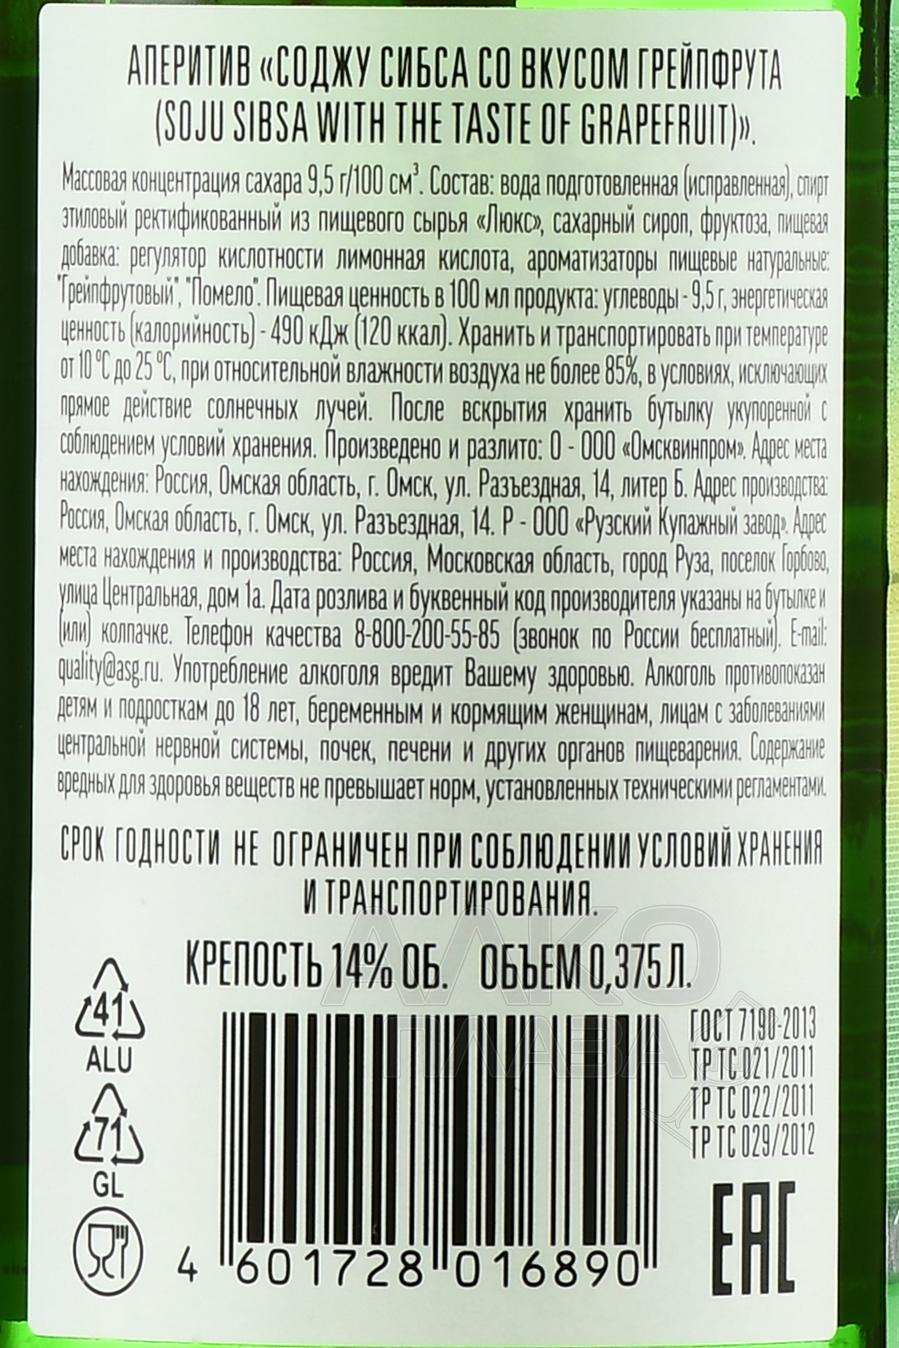 АПЕРИТИВ «СОДЖУ СИБСА СО ВКУСОМ ГРЕЙПФРУТА
(SOJU SIBSA WITH THE TASTE OF GRAPEFRUIT)».
Массовая концентрация сахара 9,5 г/100 см³. Состав: вода подготовленная (исправленная), спирт
этиловый ректификованный из пищевого сырья «Люкс», сахарный сироп, фруктоза, пищевая
добавка: регулятор кислотности лимонная кислота, ароматизаторы пищевые натуральные:
"Грейпфрутовый", "Помело". Пищевая ценность в 100 мл продукта: углеводы - 9,5 г, энергетическая
ценность (калорийность) - 490 кДж (120 ккал). Хранить и транспортировать при температуре
от 10 °С до 25 °С, при относительной влажности воздуха не более 85%, в условиях, исключающих
прямое действие солнечных лучей. После вскрытия хранить бутылку укупоренной с
соблюдением условий хранения. Произведено и разлито: О - ООО «Омсквинпром». Адрес места
нахождения: Россия, Омская область, г. Омск, ул. Разъездная, 14, литер Б. Адрес производства:
Россия, Омская область, г. Омск, ул. Разъездная, 14. Р - ООО «Рузский Купажный завод». Адрес
места нахождения и производства: Россия, Московская область, город Руза, поселок Горбово,
улица Центральная, дом 1а. Дата розлива и буквенный код производителя указаны на бутылке и
(или) колпачке. Телефон качества 8-800-200-55-85 (звонок по России бесплатный). E-mail:
quality@asg.ru. Употребление алкоголя вредит Вашему здоровью. Алкоголь противопоказан
детям и подросткам до 18 лет, беременным и кормящим женщинам, лицам с заболеваниями
центральной нервной системы, почек, печени и других органов пищеварения. Содержание
вредных для здоровья веществ не превышает норм, установленных техническими регламентами.
СРОК ГОДНОСТИ НЕ ОГРАНИЧЕН ПРИ СОБЛЮДЕНИИ УСЛОВИЙ ХРАНЕНИЯ
И ТРАНСПОРТИРОВАНИЯ.
КРЕПОСТЬ 14% ОБ. ОБЪЕМ 0,375 Л.
41
ALU
71
GL
ГОСТ 7190-2013
ТР ТС 021/2011
ТР ТС 022/2011
ТР ТС 029/2012
EAC
4 601728 016890
АЛКО
ПЛАЗА